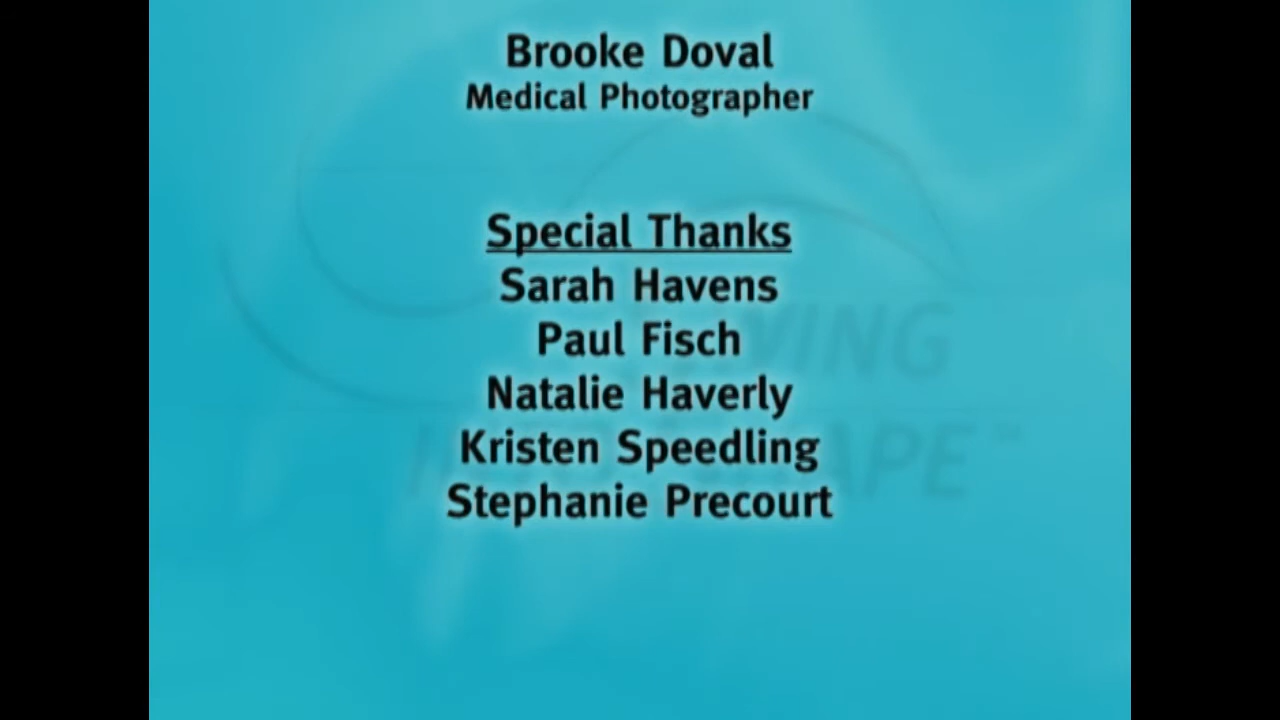 Brooke Doval
Medical Photographer
Special Thanks
Sarah Havens
Paul Fisch
Natalie Haverly
Kristen Speedling
Stephanie Precourt